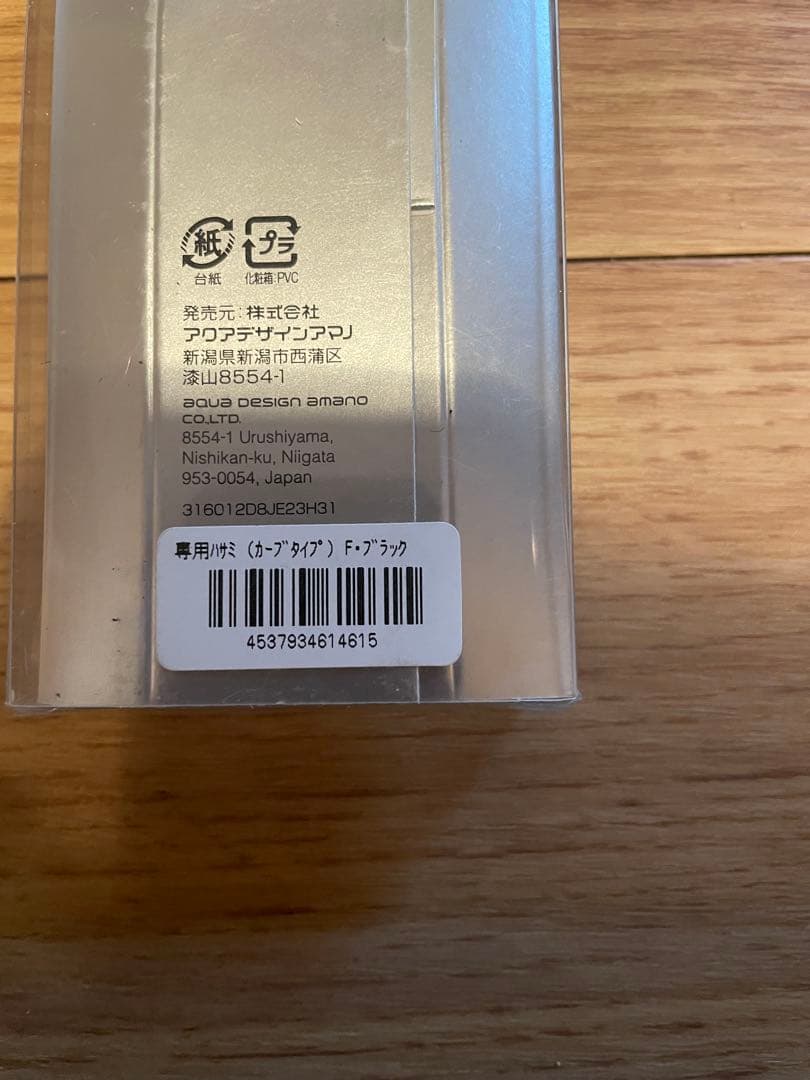 紙 プラ
台紙 化粧箱:PVC
発売元:株式会社
アクアデザインアマノ
新潟県新潟市西蒲区
漆山8554-1
aqua Design amano
CO.,LTD.
8554-1 Urushiyama,
Nishikan-ku, Niigata
953-0054, Japan
316012D8JE23H31
専用ﾊｻﾐ (ｶｰﾌﾞﾀｲﾌﾟ) F・ブラック
4537934614615